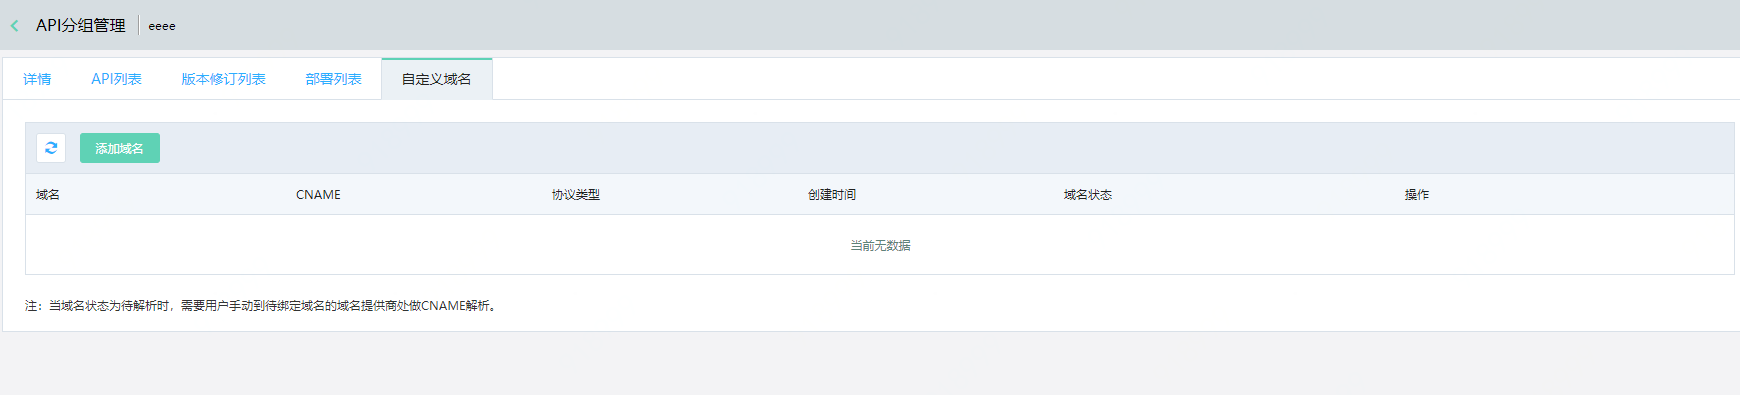 API分组管理 eeee
详情 API列表 版本修订列表 部署列表 自定义域名
添加域名
域名 CNAME 协议类型 创建时间 域名状态 操作
当前无数据
注：当域名状态为待解析时，需要用户手动到待绑定域名的域名提供商处做CNAME解析。